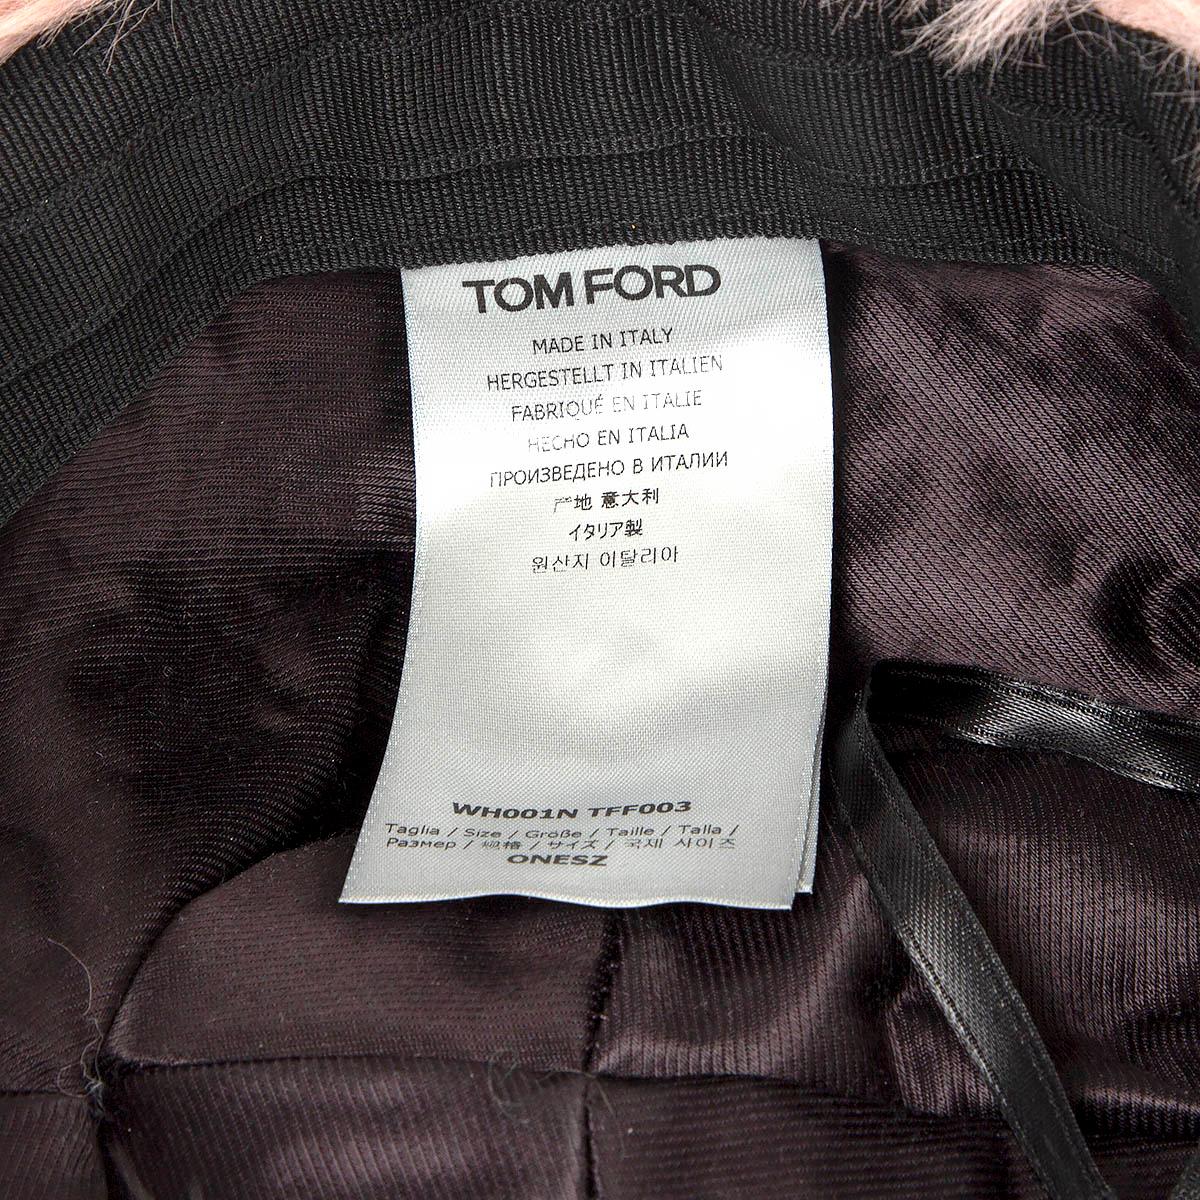 TOM FORD
MADE IN ITALY
HERGESTELLT IN ITALIEN
FABRIQUÉ EN ITALIE
HECHO EN ITALIA
ПРОИЗВЕДЕНО В ИТАЛИИ
产地 意大利
イタリア製
원산지 이탈리아
WH001N TFF003
Taglia / Size / Größe / Taille / Talla /
Размер / 规格 / サイズ / 국제 사이즈
ONESZ